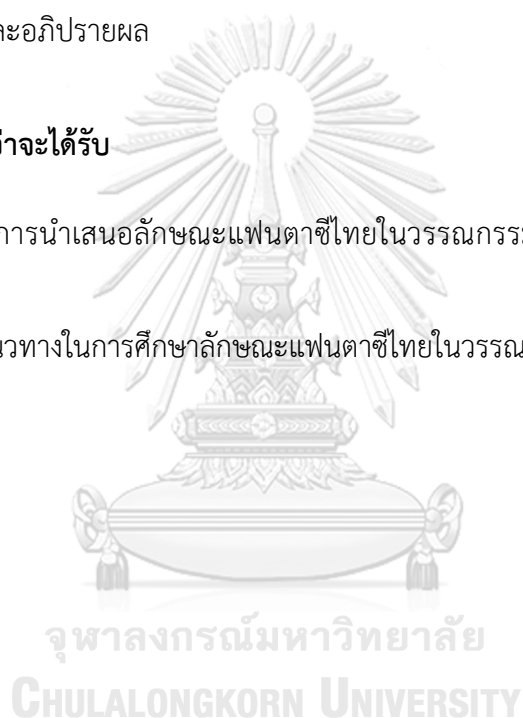 ละอภิปรายผล
ว่าจะได้รับ
การนำเสนอลักษณะแฟนตาซีไทยในวรรณกรร
นวทางในการศึกษาลักษณะแฟนตาซีไทยในวรรณ
จุฬาลงกรณ์มหาวิทยาลัย
CHULALONGKORN UNIVERSITY